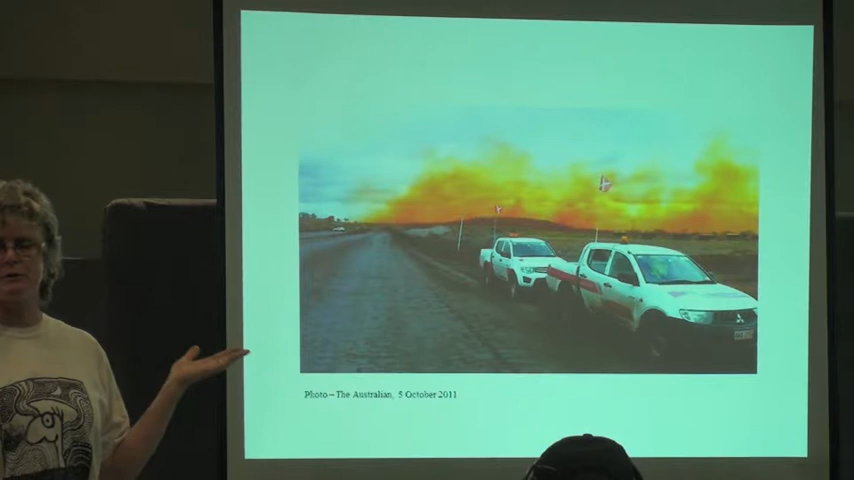 Photo – The Australian, 5 October 2011